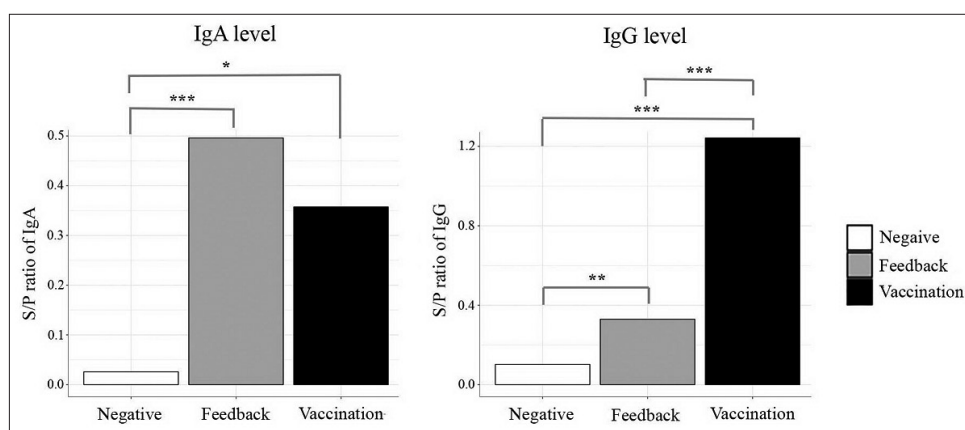 IgA level
*
***
0.5
0.4
0.3
0.2
0.1
0.0
S/P ratio of IgA
Negative Feedback Vaccination
IgG level
***
***
**
1.2
0.8
0.4
0.0
S/P ratio of IgG
Negative Feedback Vaccination
Negaive
Feedback
Vaccination